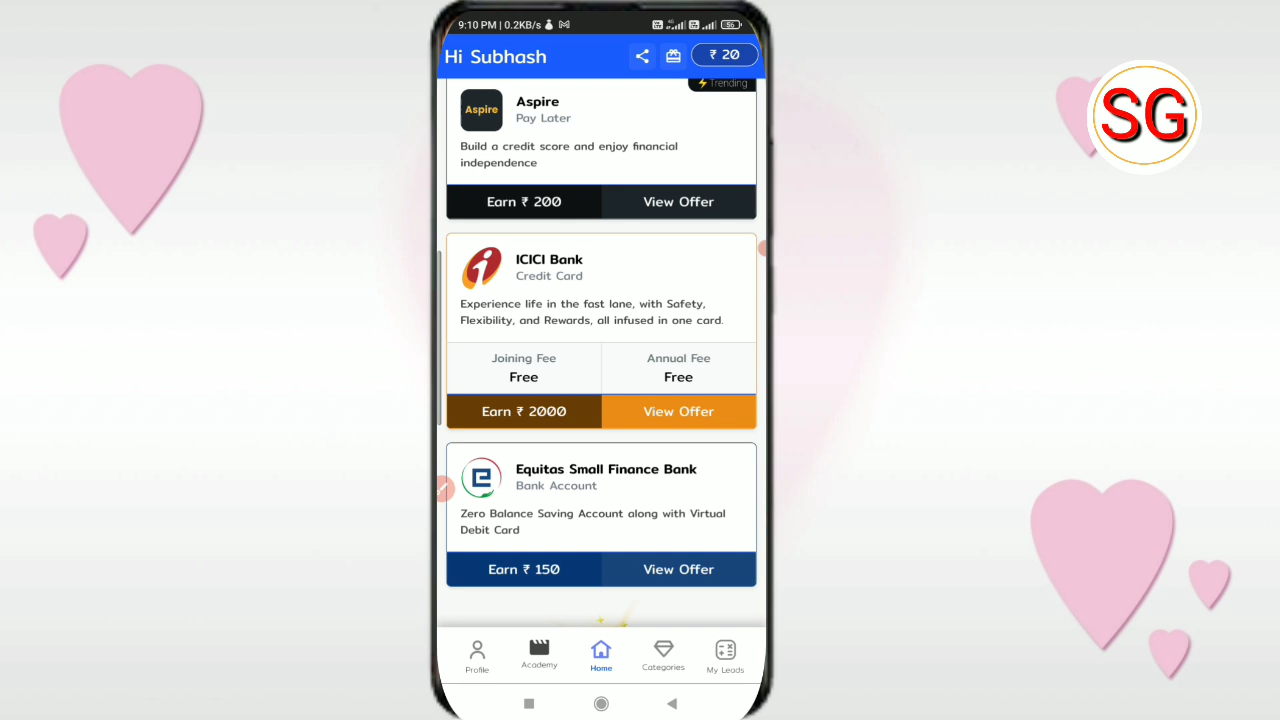 9:10 PM | 0.2KB/s
56
Hi Subhash
₹ 20
Trending
Aspire
Aspire
Pay Later
Build a credit score and enjoy financial
independence
Earn ₹ 200
View Offer
ICICI Bank
Credit Card
Experience life in the fast lane, with Safety,
Flexibility, and Rewards, all infused in one card.
Joining Fee
Annual Fee
Free
Free
Earn ₹ 2000
View Offer
Equitas Small Finance Bank
Bank Account
Zero Balance Saving Account along with Virtual
Debit Card
Earn ₹ 150
View Offer
Profile
Academy
Home
Categories
My Leads
SG